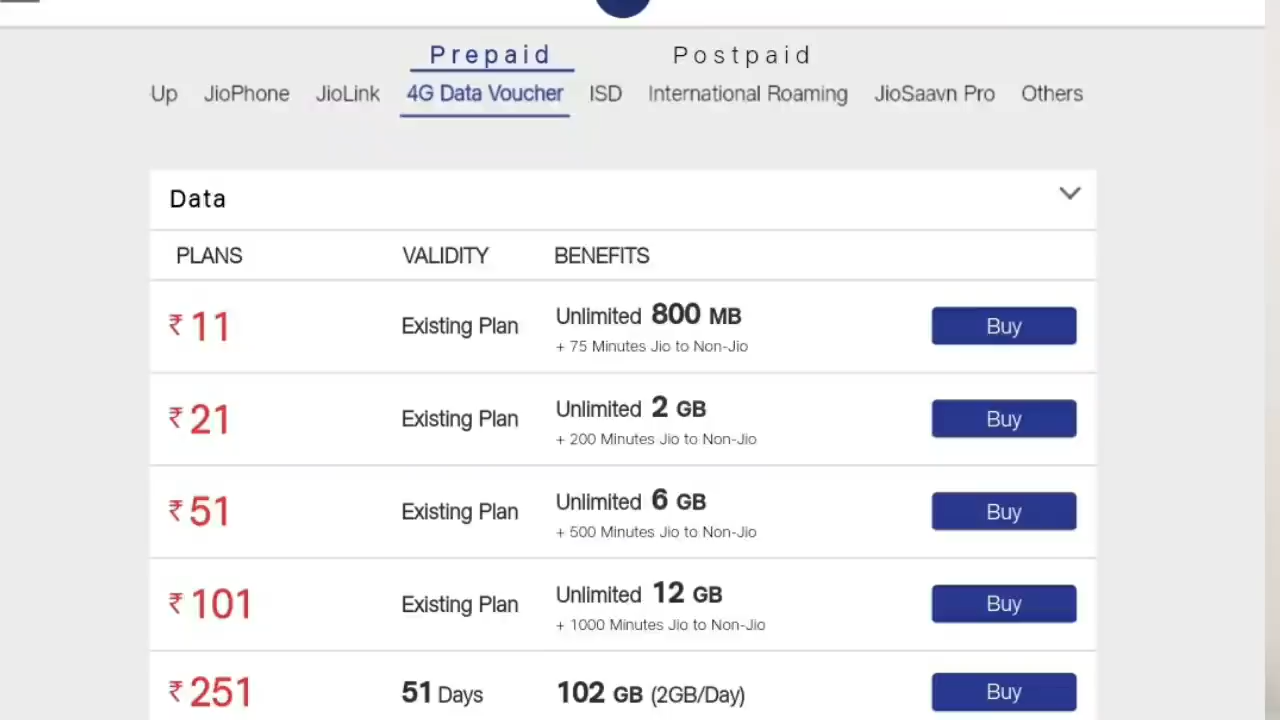 Prepaid Postpaid
Up JioPhone JioLink 4G Data Voucher ISD International Roaming JioSaavn Pro Others
Data
PLANS VALIDITY BENEFITS
₹ 11 Existing Plan Unlimited 800 MB Buy
+ 75 Minutes Jio to Non-Jio
₹ 21 Existing Plan Unlimited 2 GB Buy
+ 200 Minutes Jio to Non-Jio
₹ 51 Existing Plan Unlimited 6 GB Buy
+ 500 Minutes Jio to Non-Jio
₹ 101 Existing Plan Unlimited 12 GB Buy
+ 1000 Minutes Jio to Non-Jio
₹ 251 51 Days 102 GB (2GB/Day) Buy